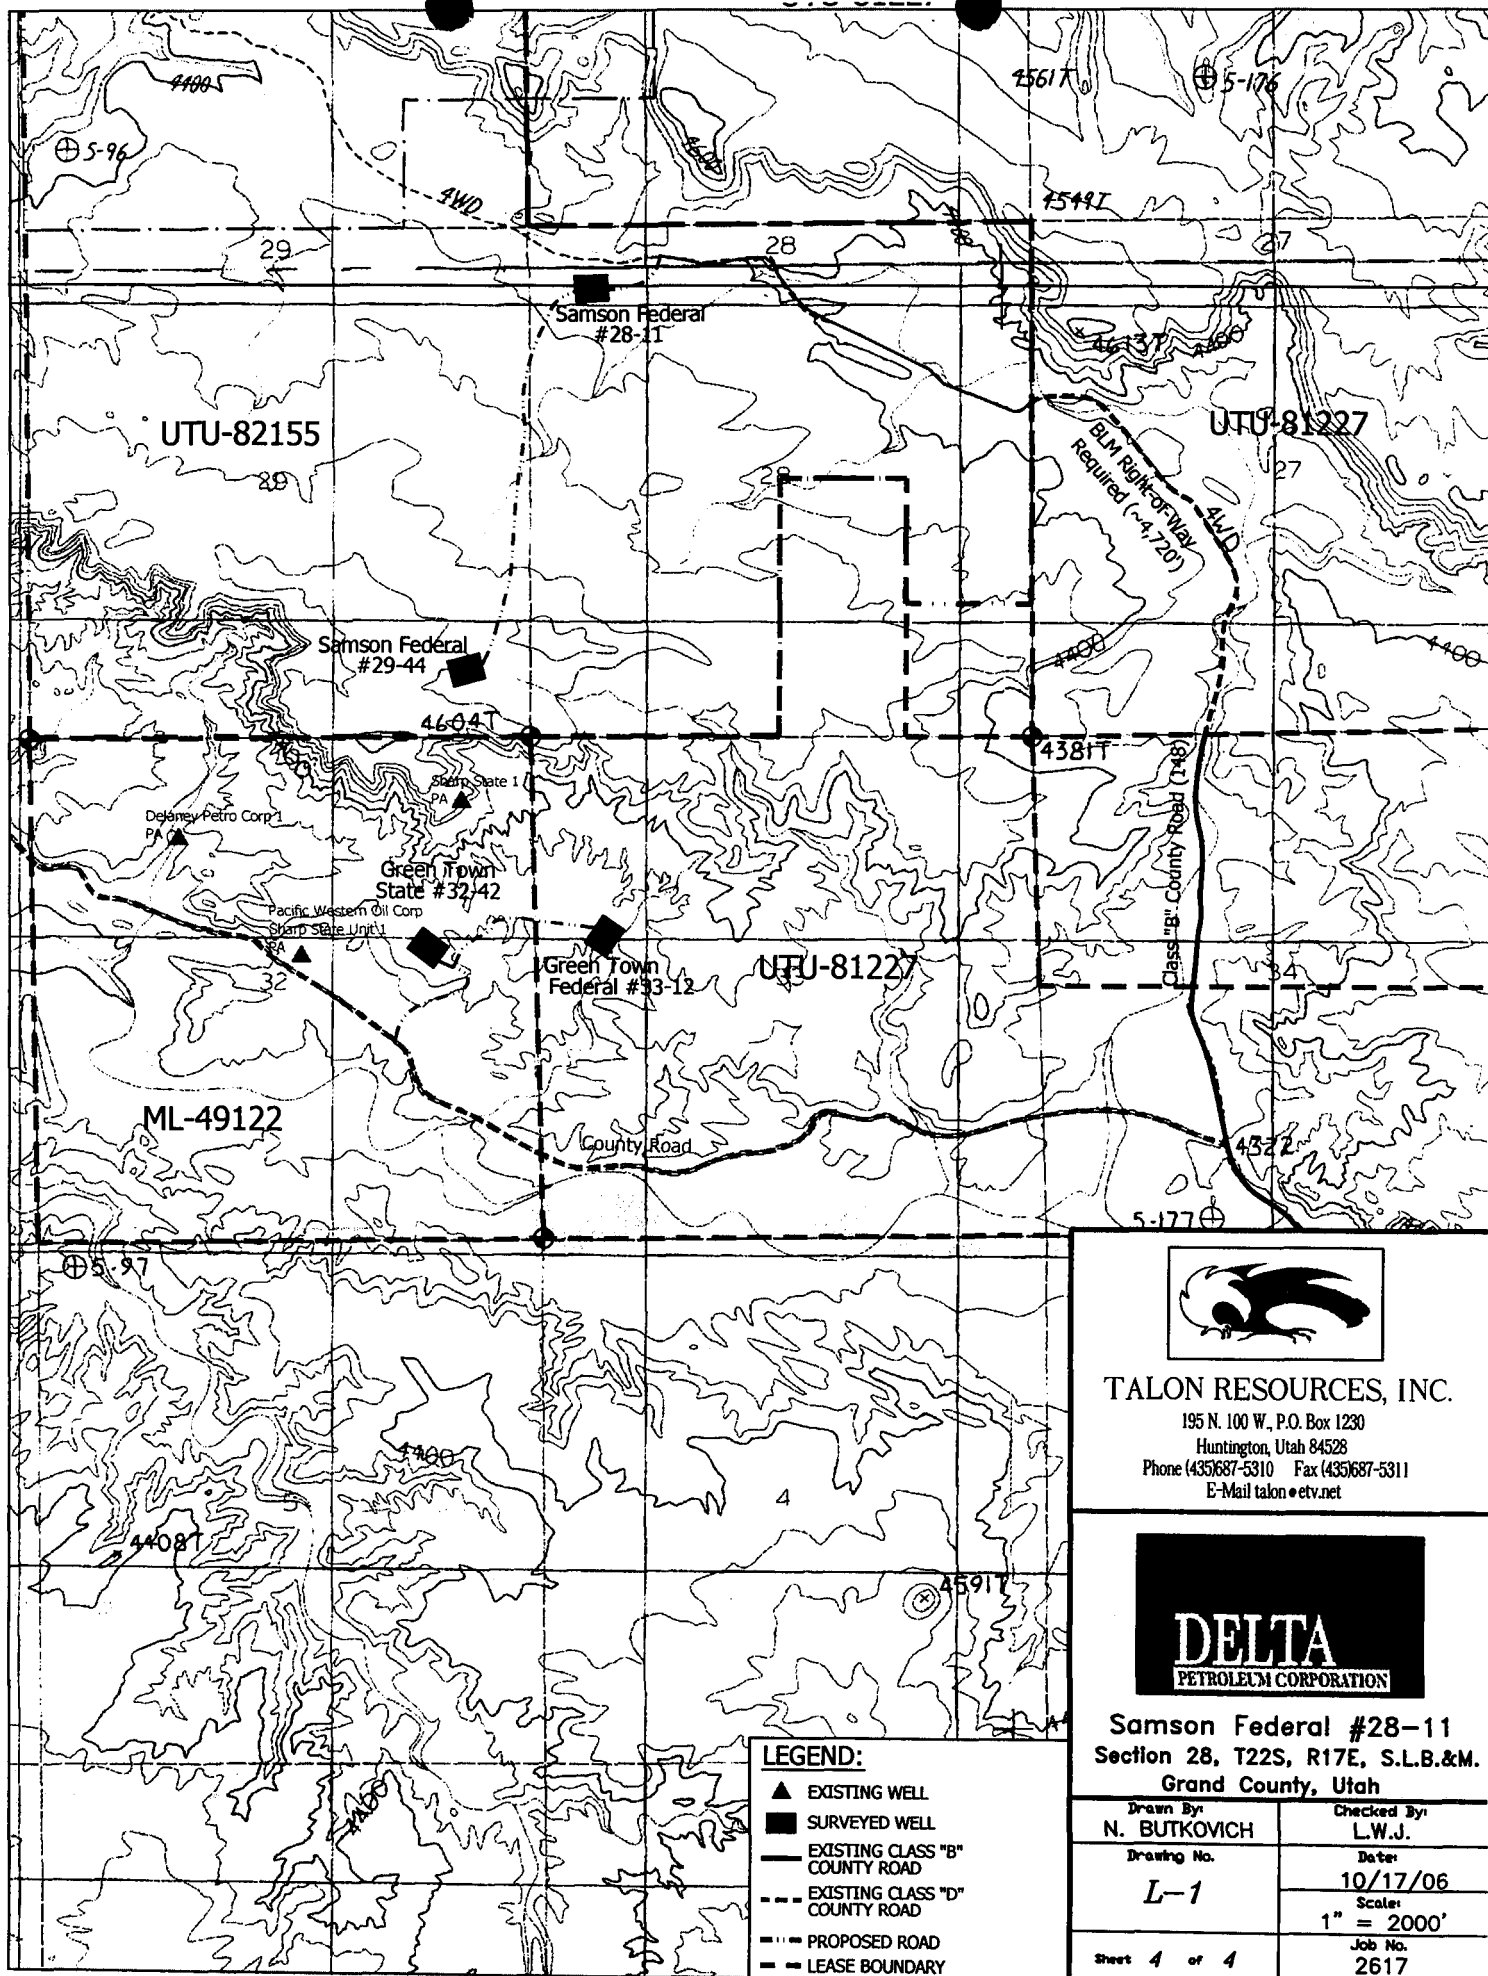 4400
5-96
4WD
4600
4561T
5-176
4549T
29
28
27
Samson Federal
#28-11
4613T
4400
UTU-82155
UTU-81227
29
28
27
BLM Right-of-Way
Required (~4,720')
4WD
Samson Federal
#29-44
4400
4400
4604T
4381T
Sharp State 1
PA
Delaney Petro Corp 1
PA
Green Town
State #32-42
Pacific Western Oil Corp
Sharp State Unit 1
PA
32
Green Town
Federal #33-12
UTU-81227
Class "B" County Road (148)
34
ML-49122
County Road
4322
5-177
5-97
4400
5
4
4408T
4591T
4400
TALON RESOURCES, INC.
195 N. 100 W., P.O. Box 1230
Huntington, Utah 84528
Phone (435)687-5310 Fax (435)687-5311
E-Mail talon@etv.net
DELTA
PETROLEUM CORPORATION
Samson Federal #28-11
Section 28, T22S, R17E, S.L.B.&M.
Grand County, Utah
Drawn By:
N. BUTKOVICH
Checked By:
L.W.J.
Drawing No.
L-1
Date:
10/17/06
Scale:
1" = 2000'
Sheet 4 of 4
Job No.
2617
LEGEND:
EXISTING WELL
SURVEYED WELL
EXISTING CLASS "B"
COUNTY ROAD
EXISTING CLASS "D"
COUNTY ROAD
PROPOSED ROAD
LEASE BOUNDARY